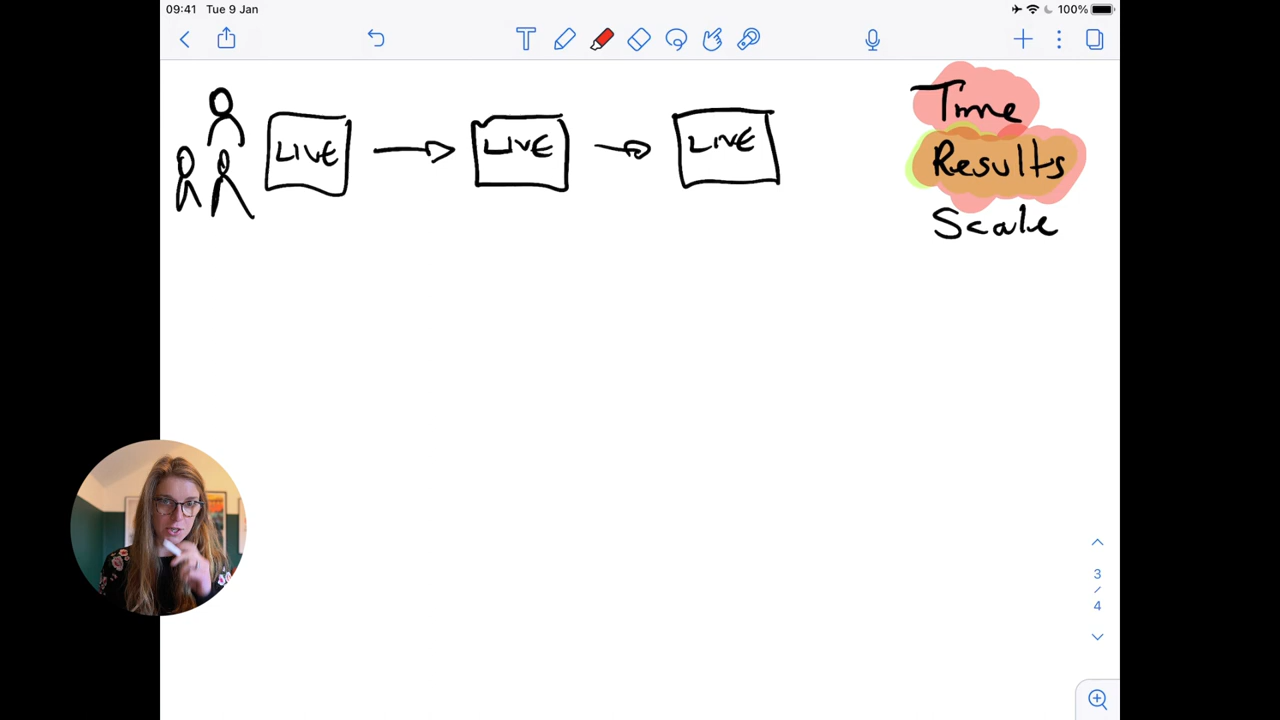 09:41 Tue 9 Jan 100%
T
LIVE LIVE LIVE
Time
Results
Scale
3
/
4